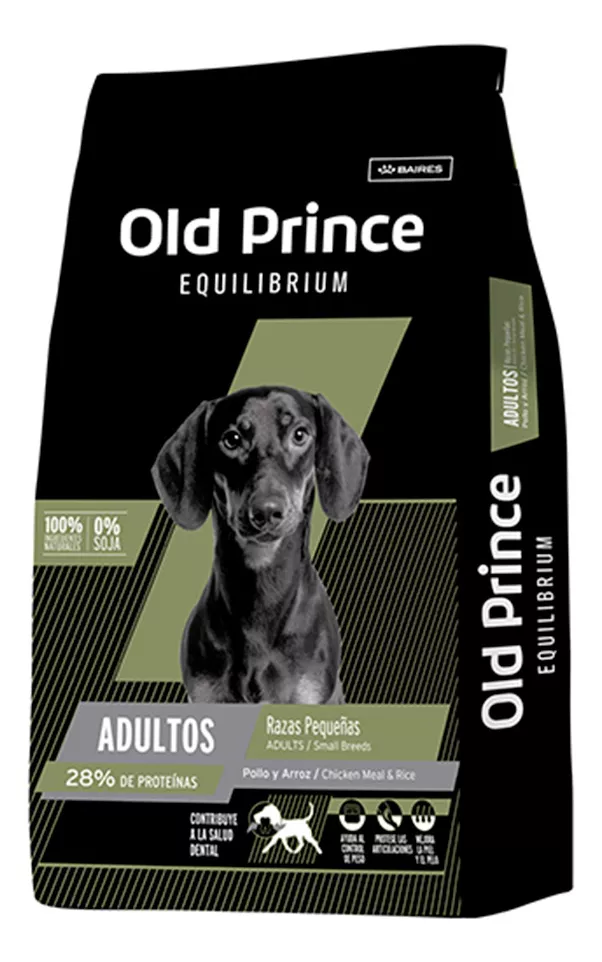 BAIRES
Old Prince
EQUILIBRIUM
100%
INGREDIENTES
NATURALES
0%
SOJA
ADULTOS
28% DE PROTEÍNAS
Razas Pequeñas
ADULTS / Small Breeds
Pollo y Arroz / Chicken Meal & Rice
CONTRIBUYE
A LA SALUD
DENTAL
AYUDA AL
CONTROL
DE PESO
PROTEGE LAS
ARTICULACIONES
MEJORA
LA PIEL
Y EL PELO
ADULTOS
Razas Pequeñas
Pollo y Arroz / Chicken Meal & Rice
Old Prince
EQUILIBRIUM